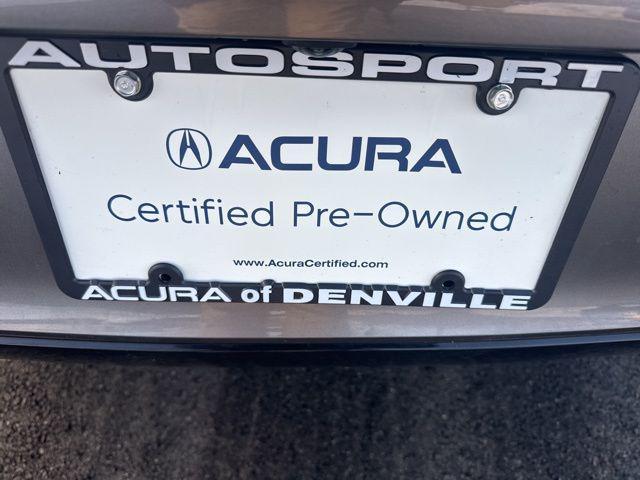 AUTOSPORT
ACURA
Certified Pre-Owned
www.AcuraCertified.com
ACURA of DENVILLE